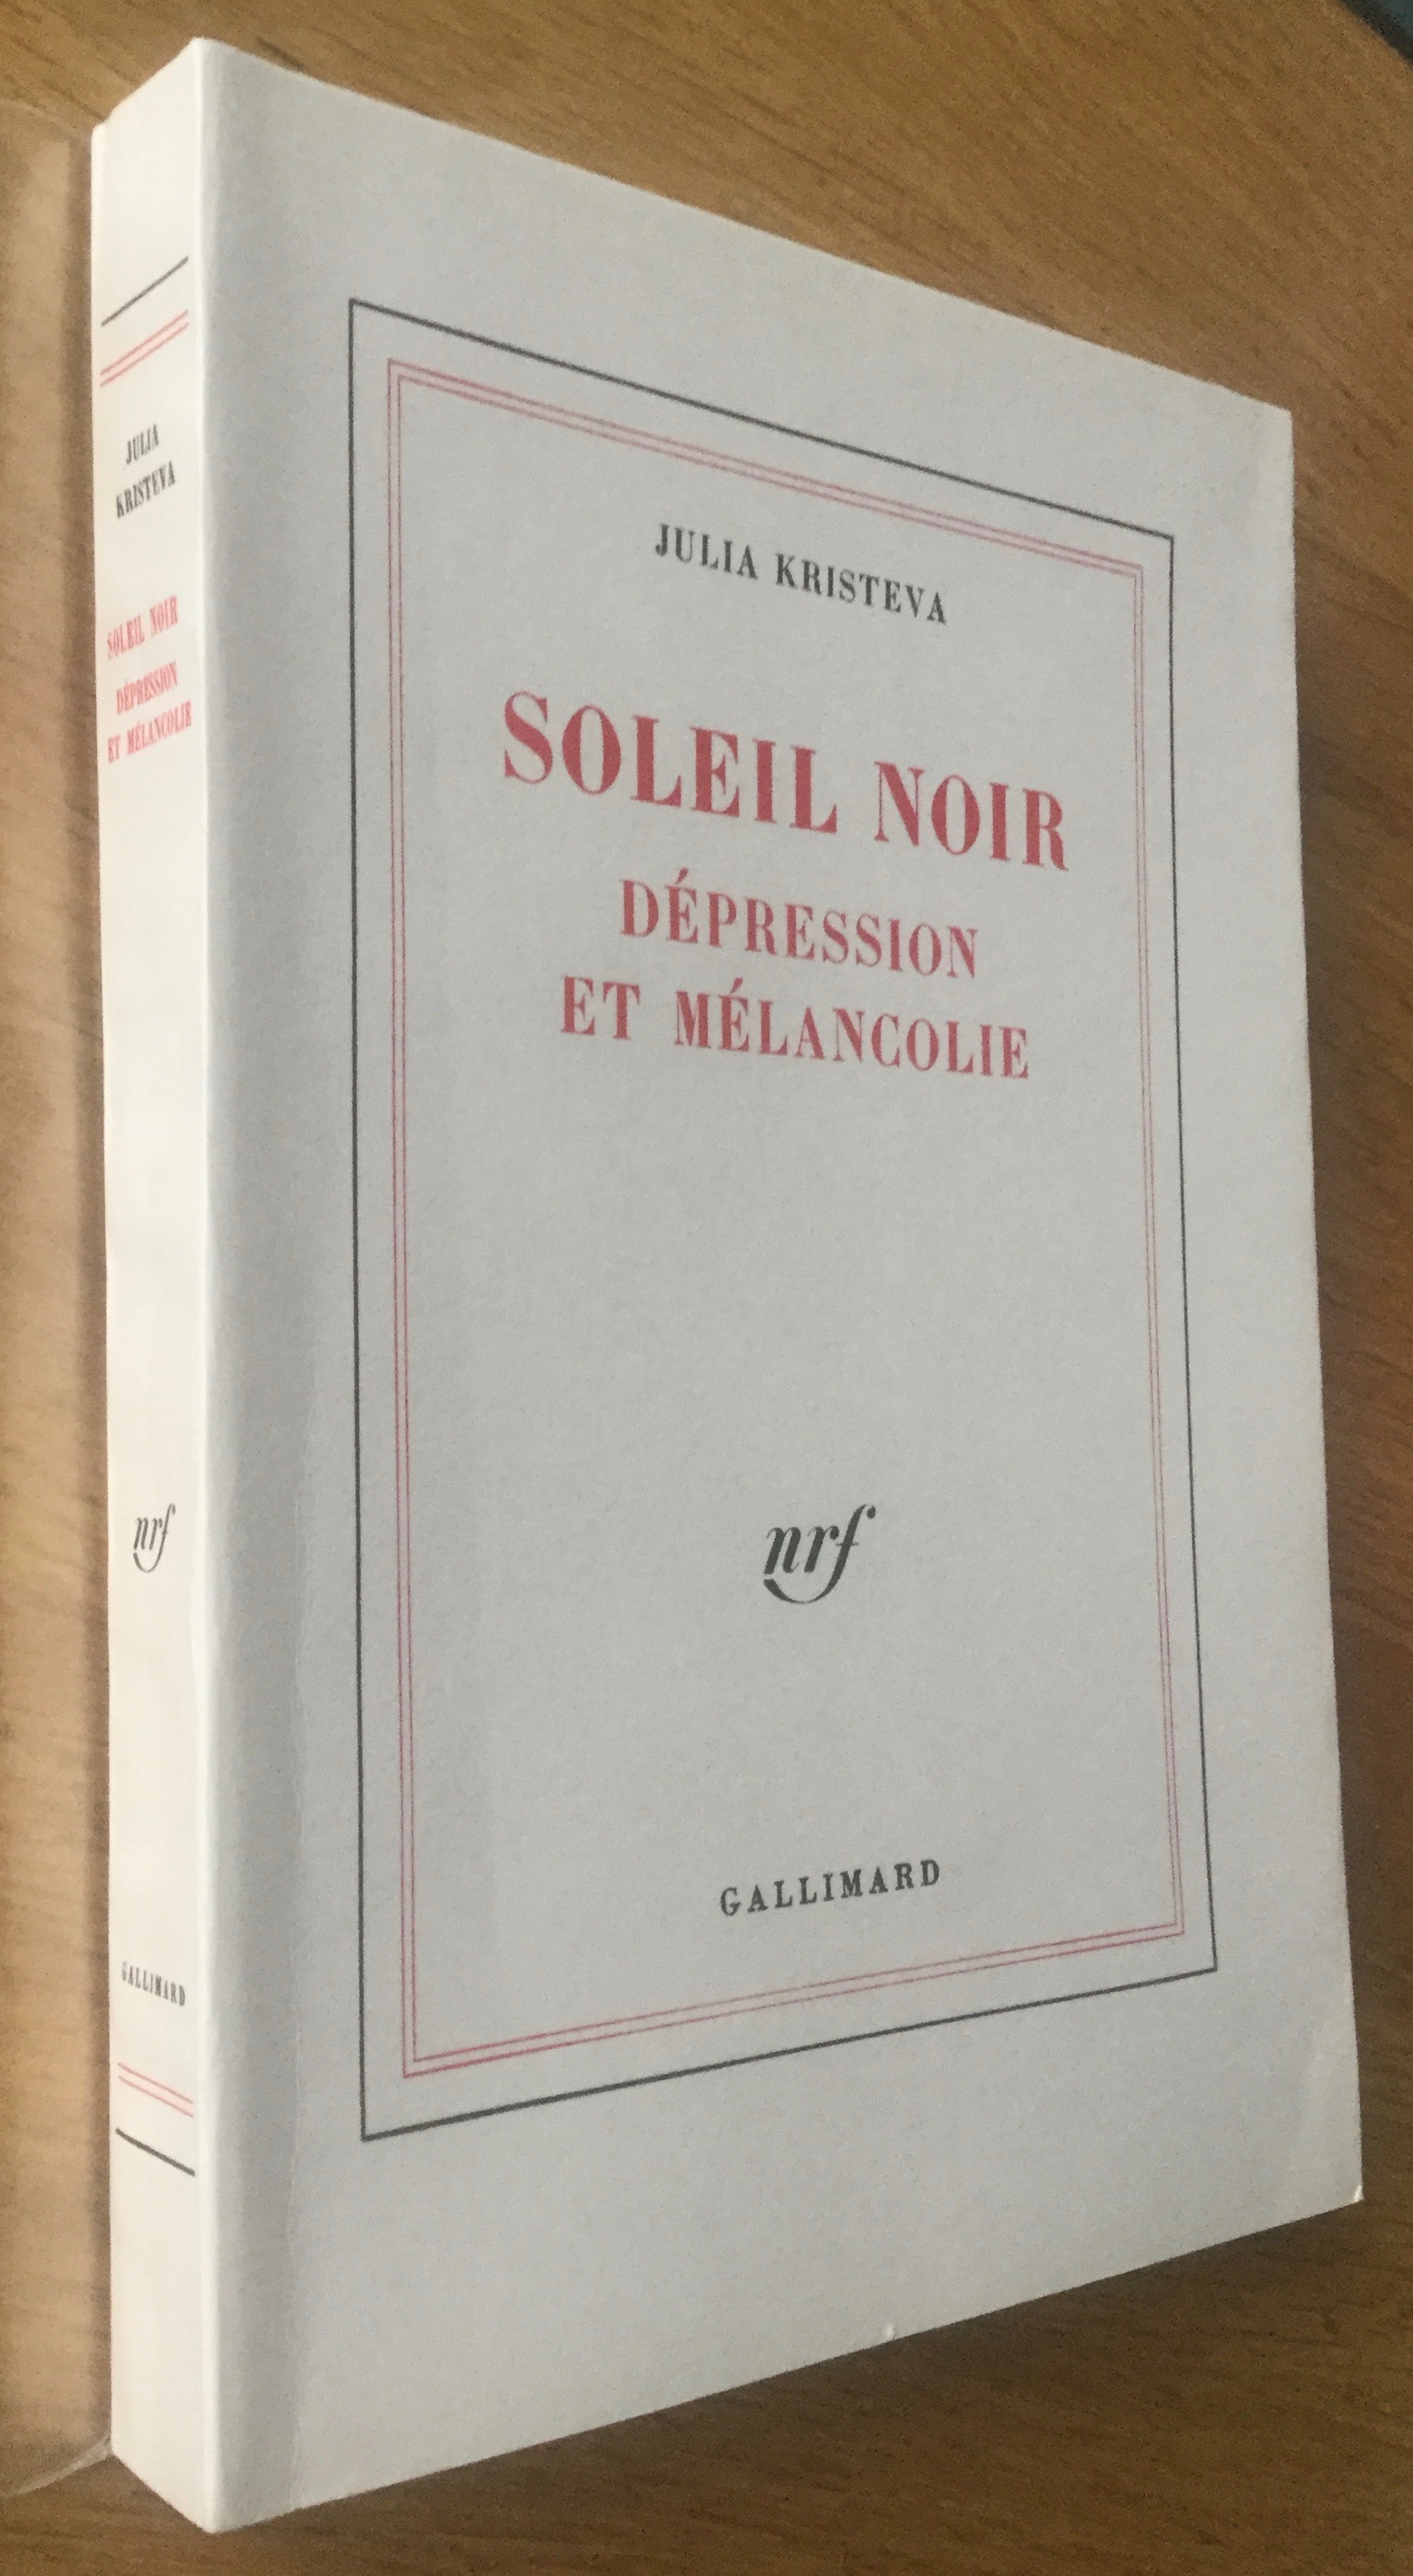 JULIA
KRISTEVA
SOLEIL NOIR
DÉPRESSION
ET MÉLANCOLIE
nrf
GALLIMARD
JULIA KRISTEVA
SOLEIL NOIR
DÉPRESSION
ET MÉLANCOLIE
nrf
GALLIMARD